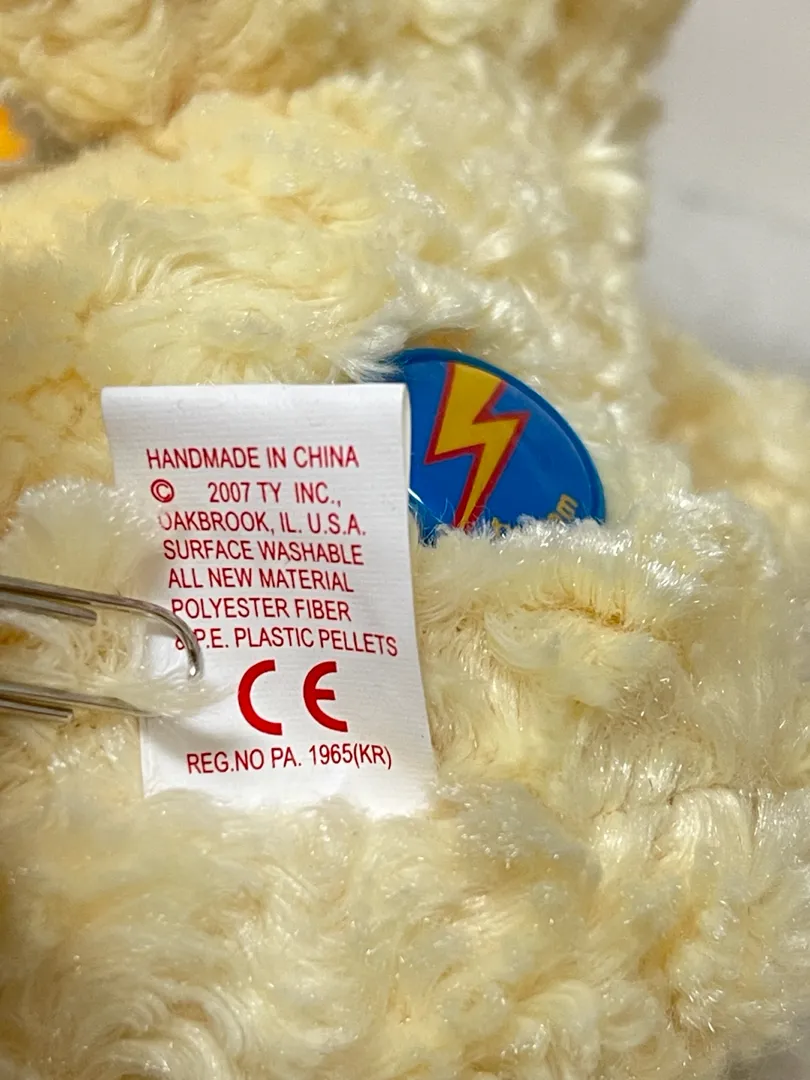 HANDMADE IN CHINA
© 2007 TY INC.,
OAKBROOK, IL. U.S.A.
SURFACE WASHABLE
ALL NEW MATERIAL
POLYESTER FIBER
& P.E. PLASTIC PELLETS
CE
REG.NO PA. 1965(KR)